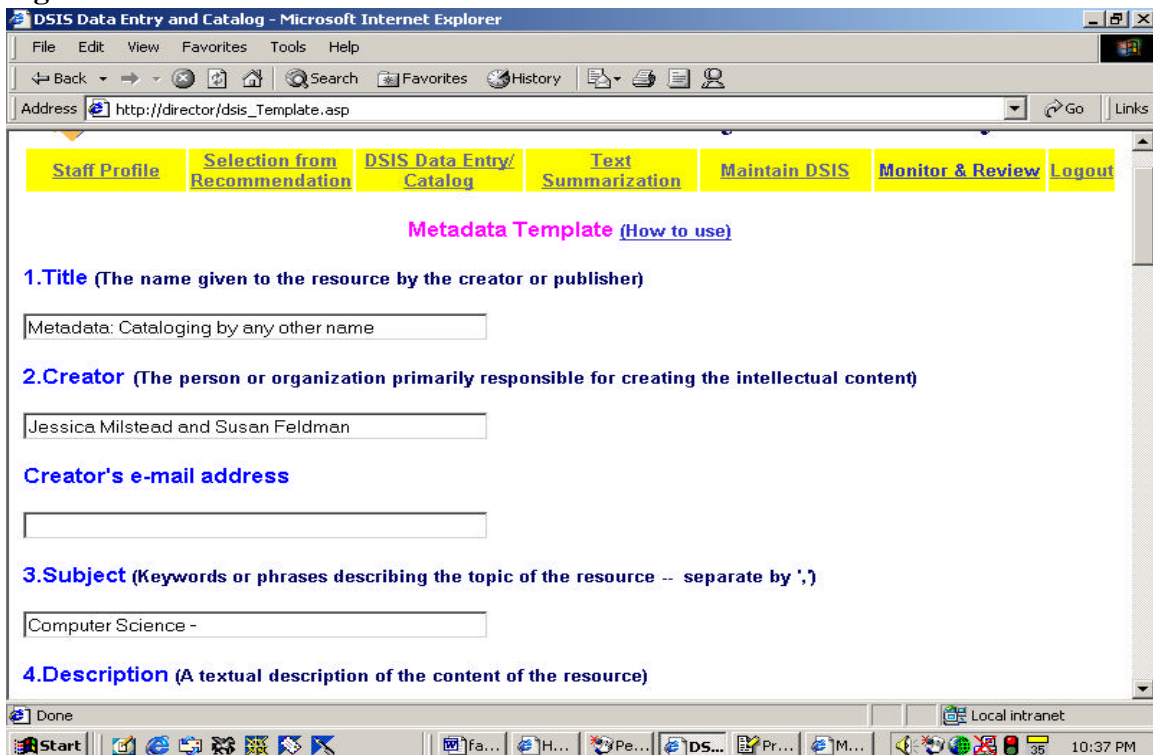 DSIS Data Entry and Catalog - Microsoft Internet Explorer
File Edit View Favorites Tools Help
Back Search Favorites History
Address http://director/dsis_Template.asp Go Links
Staff Profile Selection from Recommendation DSIS Data Entry/ Catalog Text Summarization Maintain DSIS Monitor & Review Logout
Metadata Template (How to use)
1.Title (The name given to the resource by the creator or publisher)
Metadata: Cataloging by any other name
2.Creator (The person or organization primarily responsible for creating the intellectual content)
Jessica Milstead and Susan Feldman
Creator's e-mail address
3.Subject (Keywords or phrases describing the topic of the resource -- separate by ',')
Computer Science -
4.Description (A textual description of the content of the resource)
Done Local intranet
Start fa... H... Pe... DS... Pr... M... 35 10:37 PM